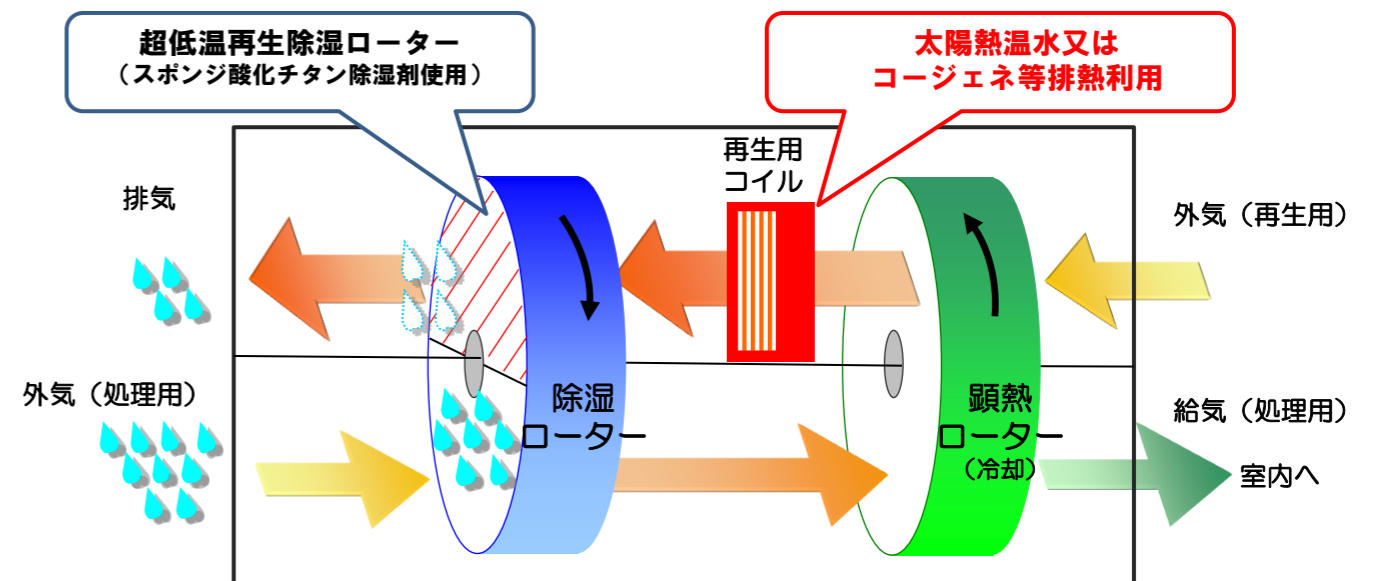 超低温再生除湿ローター
（スポンジ酸化チタン除湿剤使用）
太陽熱温水又は
コージェネ等排熱利用
再生用
コイル
排気
外気（再生用）
外気（処理用）
除湿
ローター
顕熱
ローター
（冷却）
給気（処理用）
室内へ